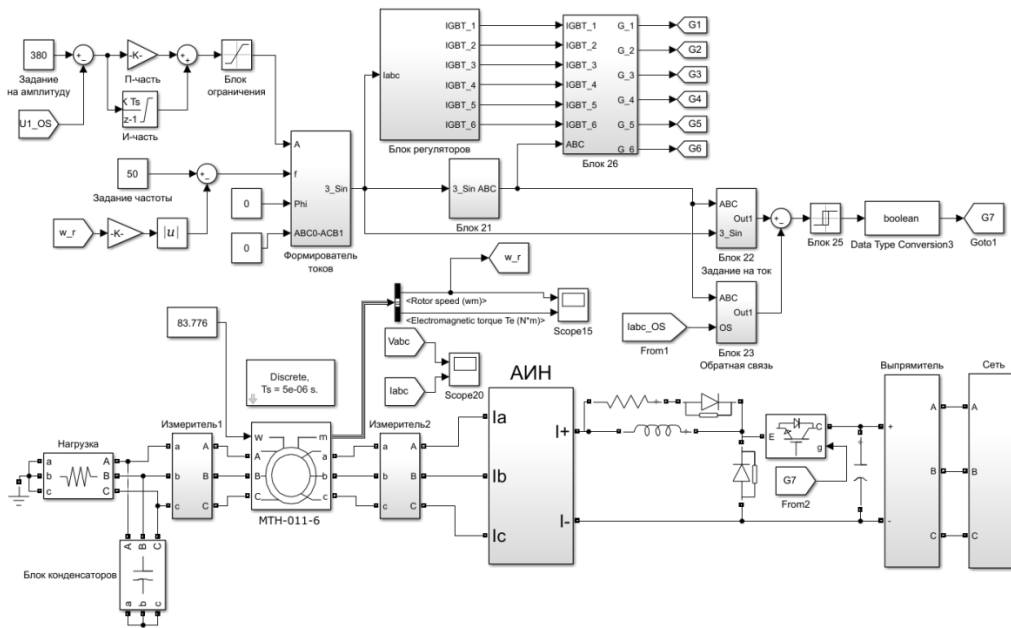 380
Задание
на амплитуду
U1_OS
-K-
П-часть
K Ts
z-1
И-часть
Блок
ограничения
50
Задание частоты
w_r
-K-
|u|
0
0
A
f
Phi
ABC0-ACB1
3_Sin
Формирователь
токов
Iabc
IGBT_1
IGBT_2
IGBT_3
IGBT_4
IGBT_5
IGBT_6
Блок регуляторов
IGBT_1
IGBT_2
IGBT_3
IGBT_4
IGBT_5
IGBT_6
ABC
G_1
G_2
G_3
G_4
G_5
G_6
Блок 26
G1
G2
G3
G4
G5
G6
3_Sin ABC
Блок 21
ABC
Out1
3_Sin
Блок 22
Задание на ток
Блок 25
boolean
Data Type Conversion3
G7
Goto1
ABC
Out1
OS
Блок 23
Обратная связь
Iabc_OS
From1
w_r
<Rotor speed (wm)>
<Electromagnetic torque Te (N*m)>
Scope15
83.776
Discrete,
Ts = 5e-06 s.
Vabc
Iabc
Scope20
Нагрузка
a
b
c
A
B
C
Измеритель1
a
b
c
A
B
C
w
m
A
B
C
a
b
c
МТН-011-6
Измеритель2
a
b
c
A
B
C
АИН
Ia
Ib
Ic
I+
I-
+
+
E
C
g
G7
From2
+
Выпрямитель
+
-
A
B
C
Сеть
A
B
C
Блок конденсаторов
A
B
C
a
b
c